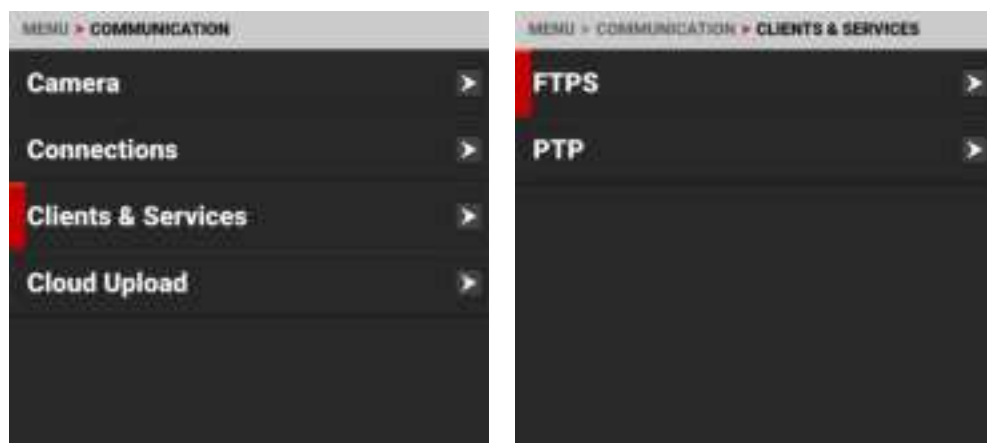 MENU > COMMUNICATION
Camera
Connections
Clients & Services
Cloud Upload
MENU > COMMUNICATION > CLIENTS & SERVICES
FTPS
PTP